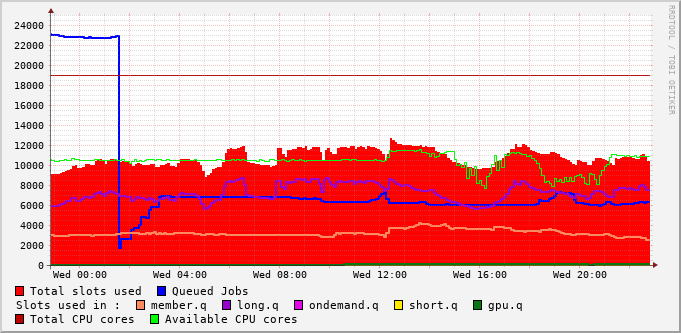 RRDTOOL / TOBI OETIKER
24000
22000
20000
18000
16000
14000
12000
10000
8000
6000
4000
2000
0
Wed 00:00 Wed 04:00 Wed 08:00 Wed 12:00 Wed 16:00 Wed 20:00
Total slots used Queued Jobs
Slots used in : member.q long.q ondemand.q short.q gpu.q
Total CPU cores Available CPU cores